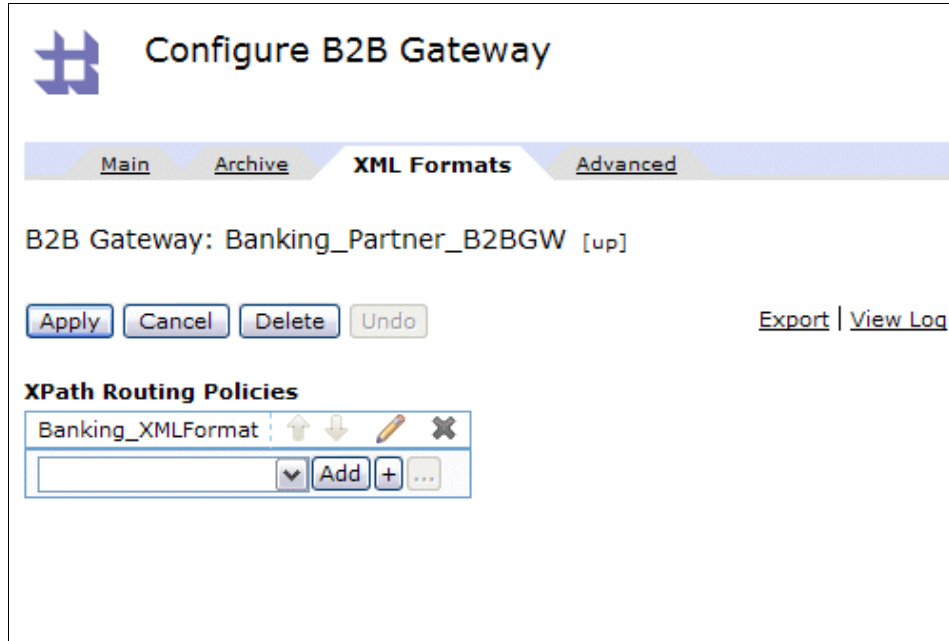 Configure B2B Gateway
Main Archive XML Formats Advanced
B2B Gateway: Banking_Partner_B2BGW [up]
Apply Cancel Delete Undo Export | View Log
XPath Routing Policies
Banking_XMLFormat
Add + ...